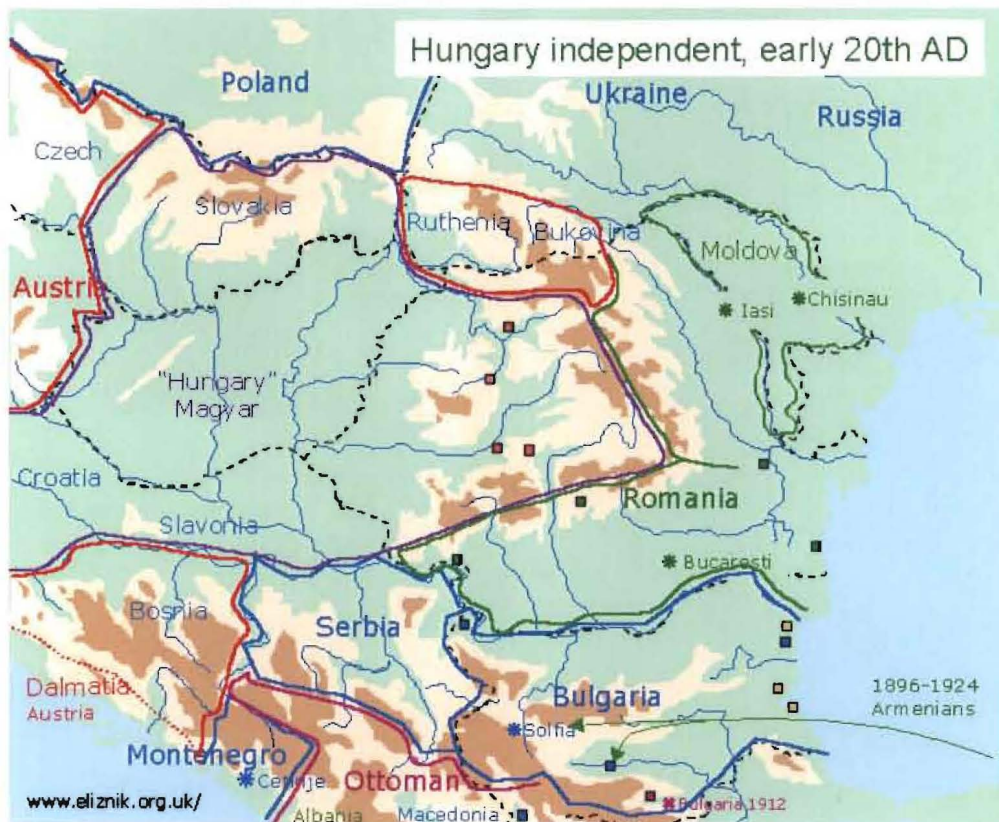 Hungary independent, early 20th AD
Poland
Ukraine
Russia
Czech
Slovakia
Ruthenia
Bukovina
Moldova
Austria
Iasi
Chisinau
"Hungary"
Magyar
Croatia
Romania
Slavonia
Bucaresti
Bosnia
Serbia
Dalmatia
Austria
Bulgaria
1896-1924
Armenians
Solfia
Montenegro
Cetinje
Ottoman
www.eliznik.org.uk/
Albania
Macedonia
Bulgaria 1912